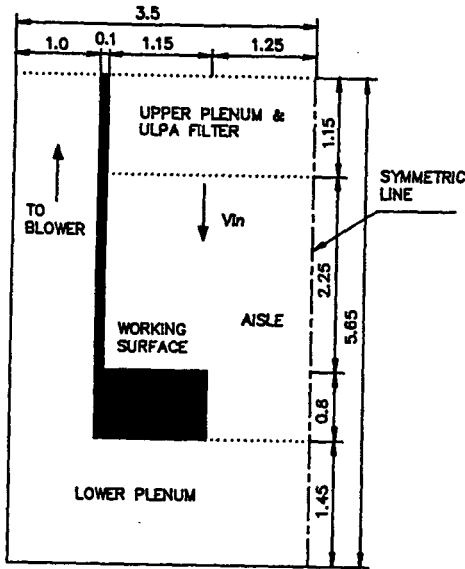 3.5
1.0 0.1 1.15 1.25
UPPER PLENUM &
ULPA FILTER
1.15
SYMMETRIC
LINE
TO
BLOWER
Vin
2.25
5.65
WORKING
SURFACE
AISLE
0.8
LOWER PLENUM
1.45